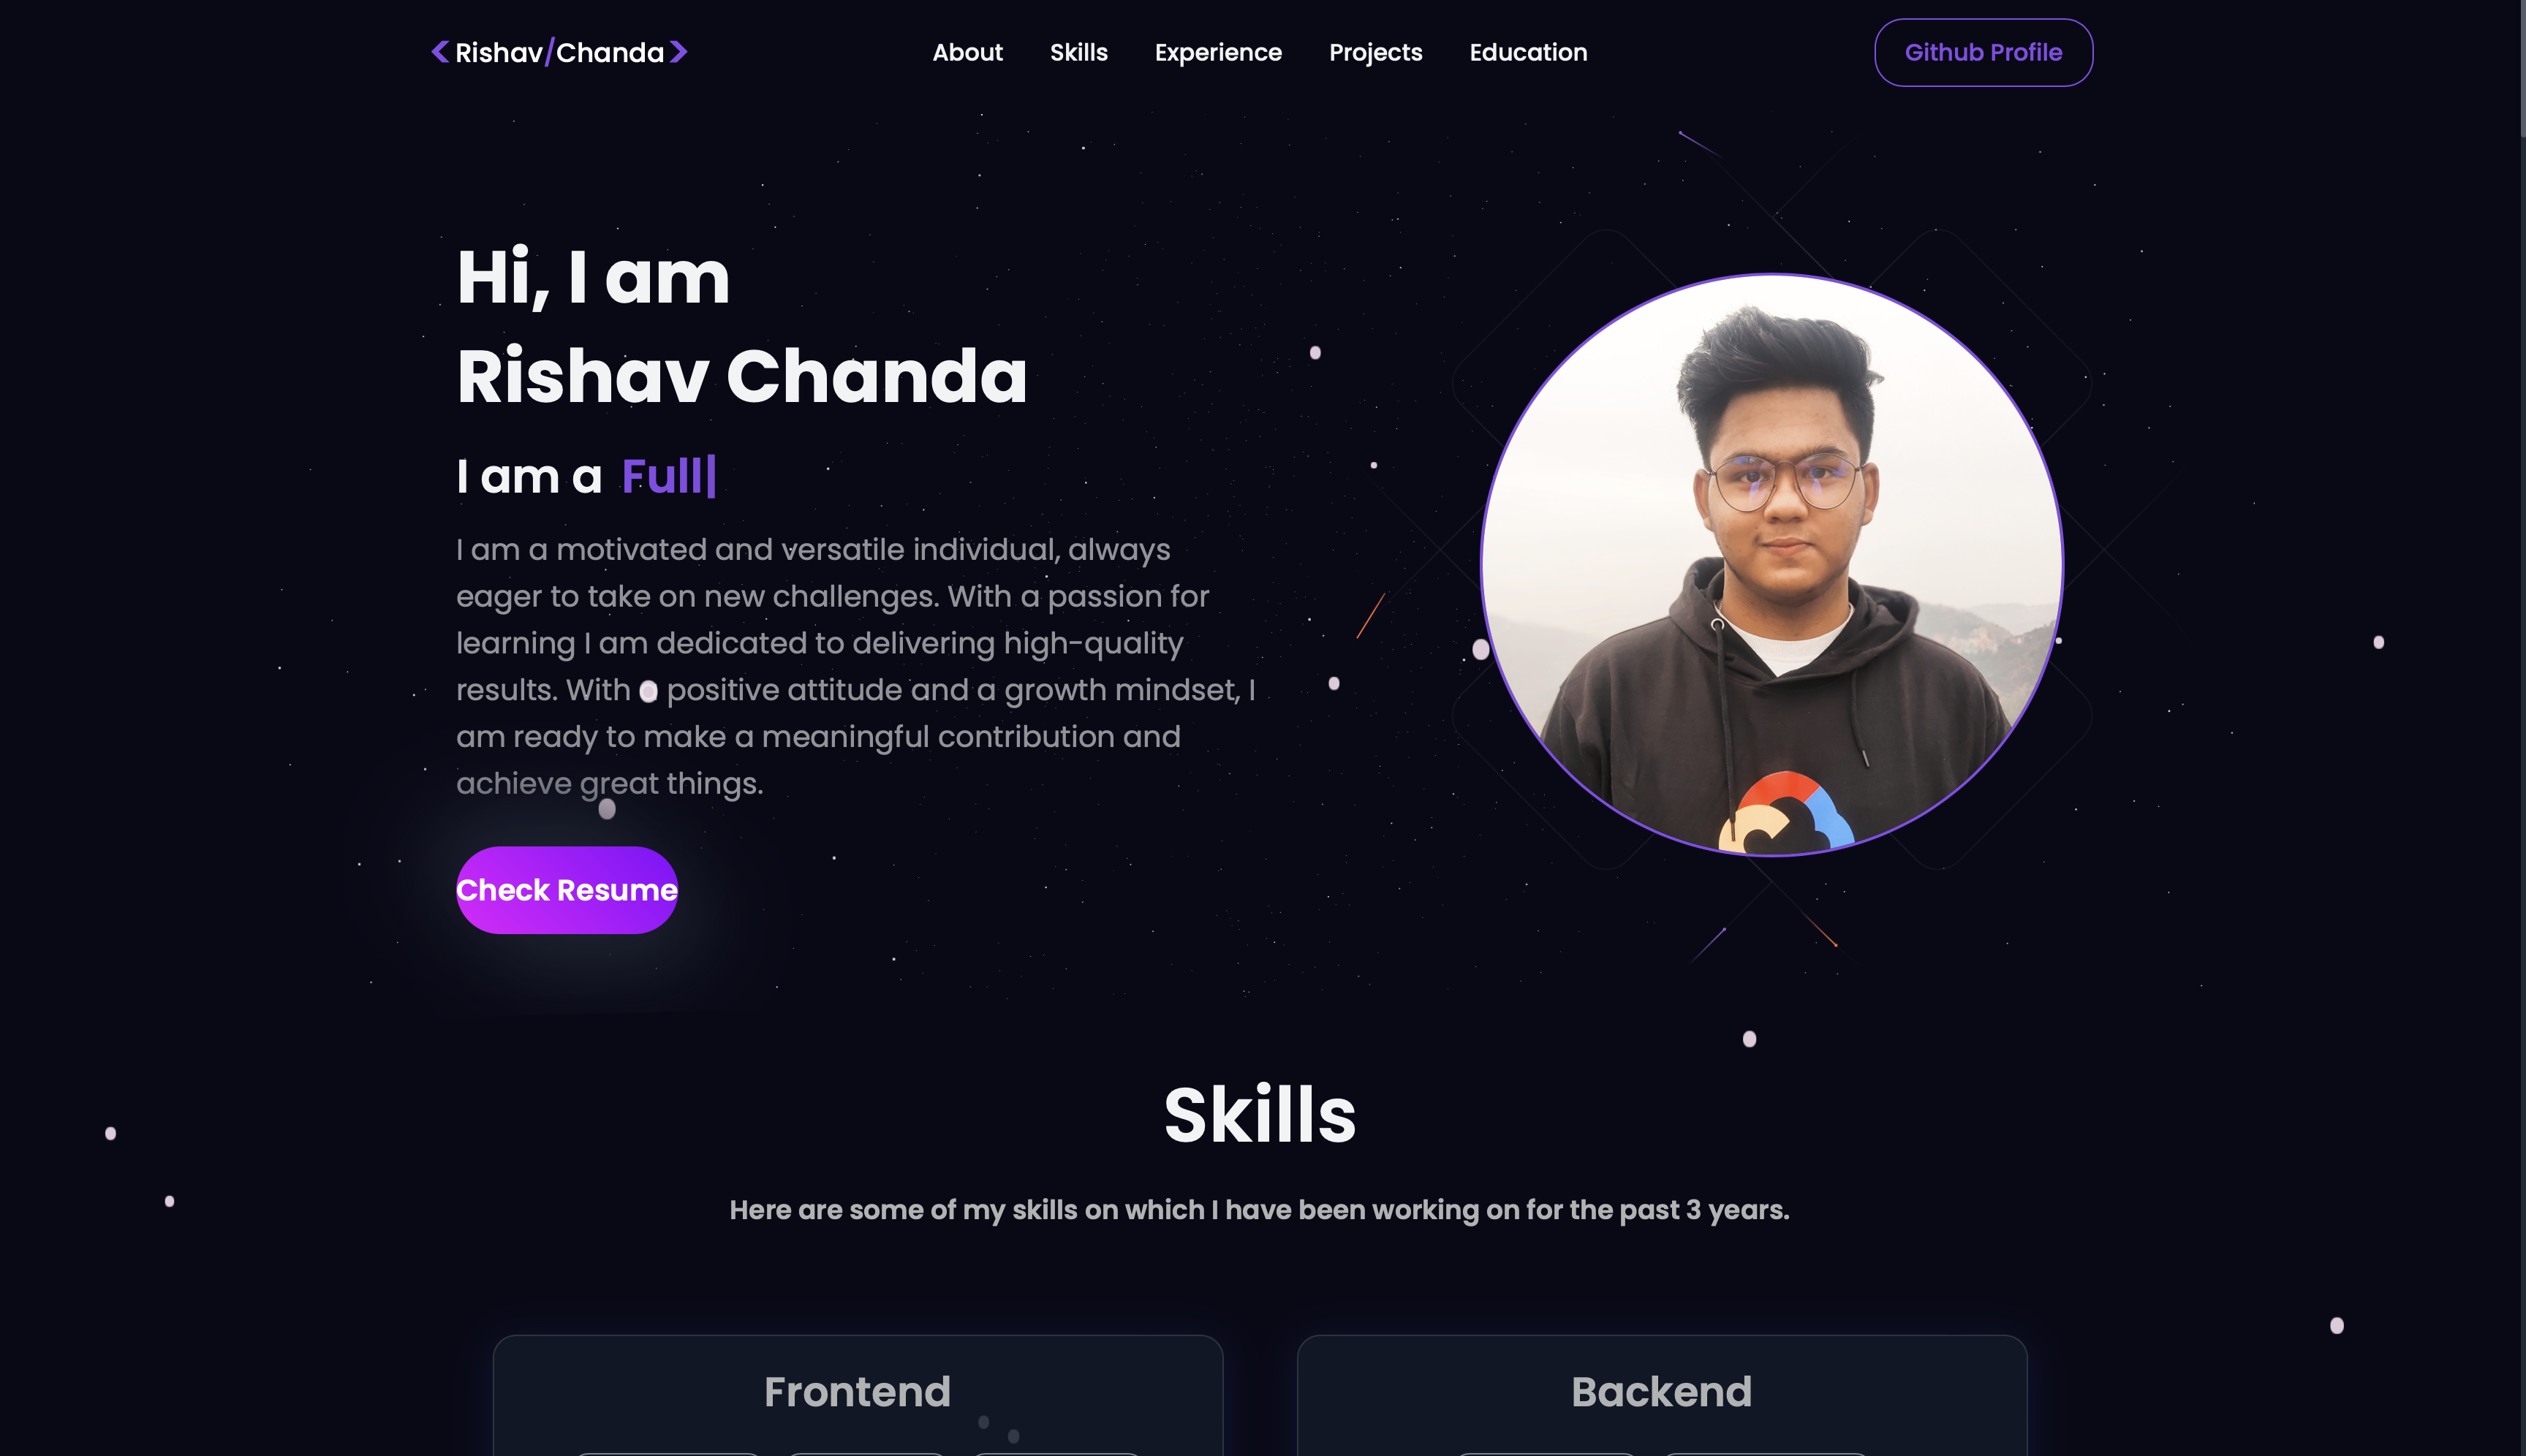 <Rishav/Chanda>
About Skills Experience Projects Education
Github Profile
Hi, I am
Rishav Chanda
I am a Full|
I am a motivated and versatile individual, always
eager to take on new challenges. With a passion for
learning I am dedicated to delivering high-quality
results. With positive attitude and a growth mindset, I
am ready to make a meaningful contribution and
achieve great things.
Check Resume
Skills
Here are some of my skills on which I have been working on for the past 3 years.
Frontend
Backend